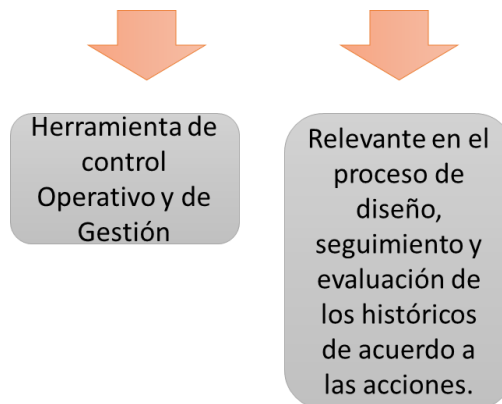 Herramienta de
control
Operativo y de
Gestión
Relevante en el
proceso de
diseño,
seguimiento y
evaluación de
los históricos
de acuerdo a
las acciones.